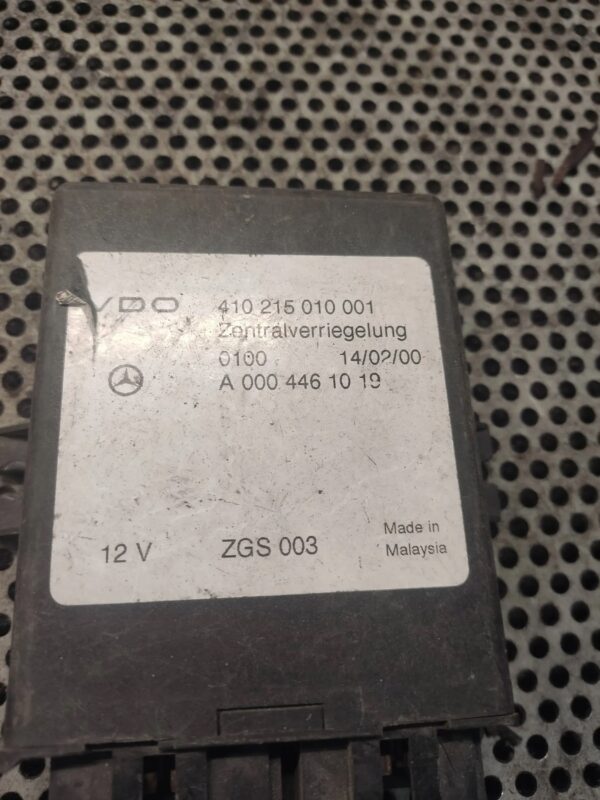 VDO 410 215 010 001
Zentralverriegelung
0100 14/02/00
A 000 446 10 19
12 V ZGS 003 Made in
Malaysia